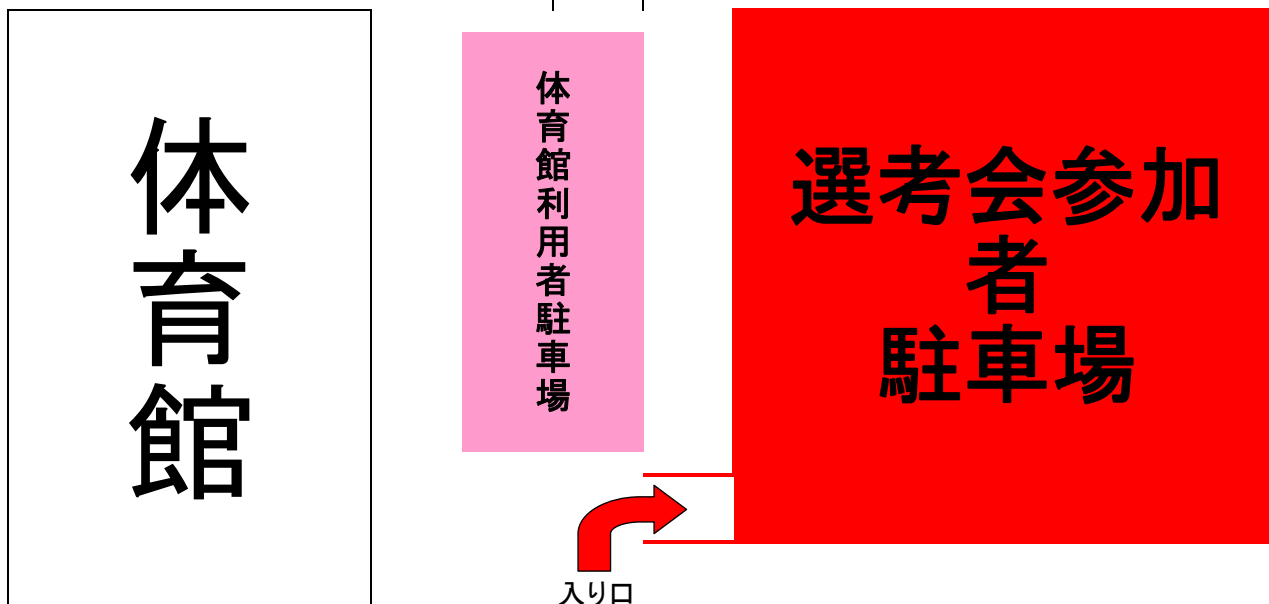 体育館
体育館利用者駐車場
選考会参加
者
駐車場
入り口